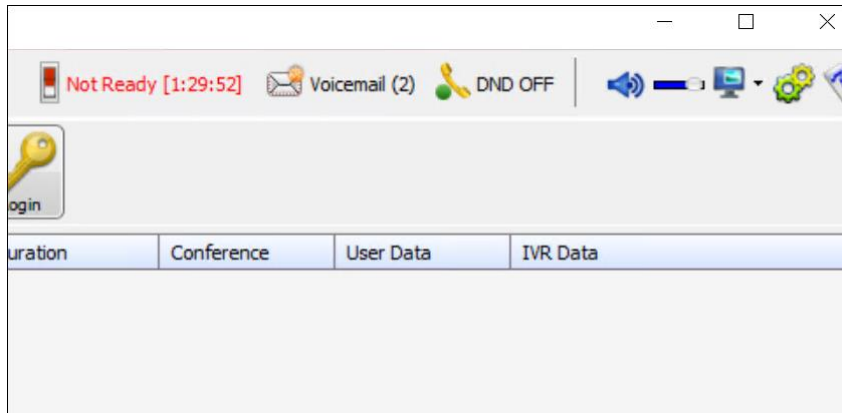 Not Ready [1:29:52] Voicemail (2) DND OFF
ogin
uration Conference User Data IVR Data